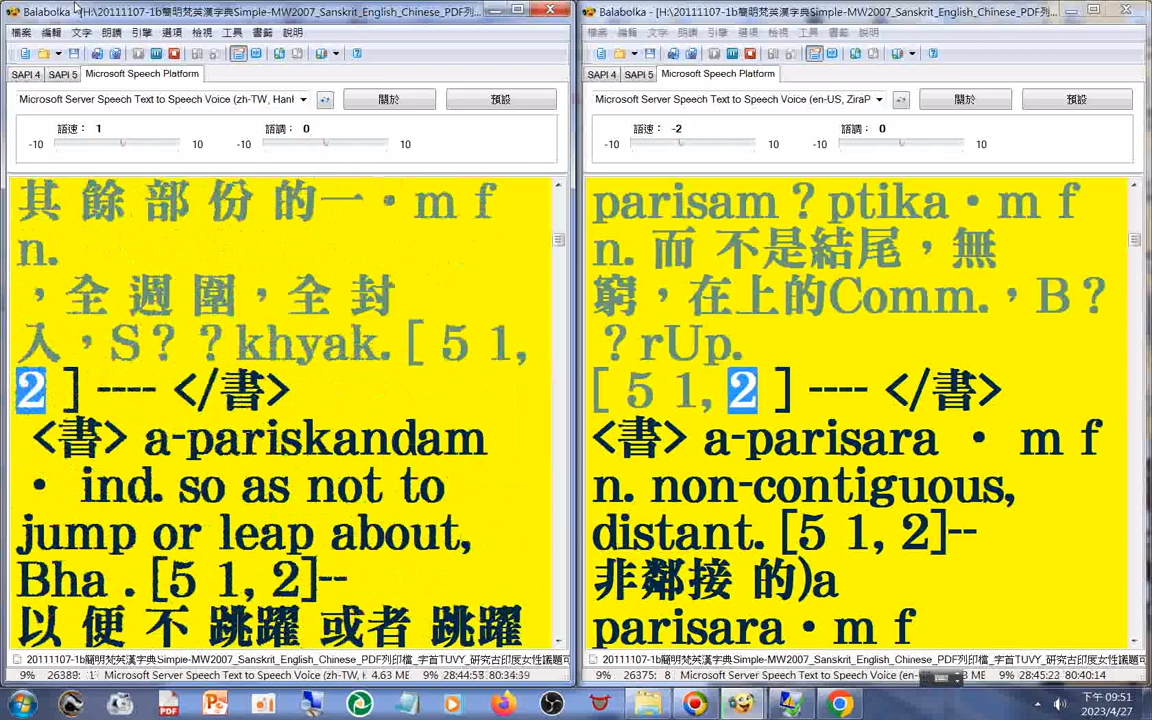 Balabolka - [H:\20111107-1b簡明梵英漢字典Simple-MW2007_Sanskrit_English_Chinese_PDF列...
檔案 編輯 文字 朗讀 引擎 選項 檢視 工具 書籤 說明
SAPI 4 SAPI 5 Microsoft Speech Platform
Microsoft Server Speech Text to Speech Voice (zh-TW, Hanl 關於 預設
語速： 1 語調： 0
-10 10 -10 10
其 餘 部 份 的一・m f
n.
，全 週 圍，全 封
入，S？？khyak. [ 5 1,
2 ] ---- </書>
<書> a-pariskandam
・ ind. so as not to
jump or leap about,
Bha . [5 1, 2]--
以 便 不 跳躍 或者 跳躍
20111107-1b簡明梵英漢字典Simple-MW2007_Sanskrit_English_Chinese_PDF列印檔_字首TUVY_研究古印度女性議題可
9% 26389: Microsoft Server Speech Text to Speech Voice (zh-TW, H 4.63 ME 9% 28:44:53 80:34:39
Balabolka - [H:\20111107-1b簡明梵英漢字典Simple-MW2007_Sanskrit_English_Chinese_PDF列...
檔案 編輯 文字 朗讀 引擎 選項 檢視 工具 書籤 說明
SAPI 4 SAPI 5 Microsoft Speech Platform
Microsoft Server Speech Text to Speech Voice (en-US, ZiraP 關於 預設
語速： -2 語調： 0
-10 10 -10 10
parisam？ptika・m f
n. 而 不是結尾，無
窮，在上的Comm.，B？
？rUp.
[ 5 1, 2 ] ---- </書>
<書> a-parisara ・ m f
n. non-contiguous,
distant. [5 1, 2]--
非鄰接 的)a
parisara・m f
20111107-1b簡明梵英漢字典Simple-MW2007_Sanskrit_English_Chinese_PDF列印檔_字首TUVY_研究古印度女性議題可
9% 26375: 8 Microsoft Server Speech Text to Speech Voice ME 9% 28:45:23 80:40:14
下午 09:51
2023/4/27